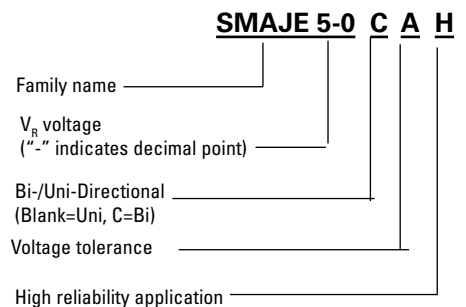 SMAJE 5-0 C A H
Family name
VR voltage
(“-” indicates decimal point)
Bi-/Uni-Directional
(Blank=Uni, C=Bi)
Voltage tolerance
High reliability application